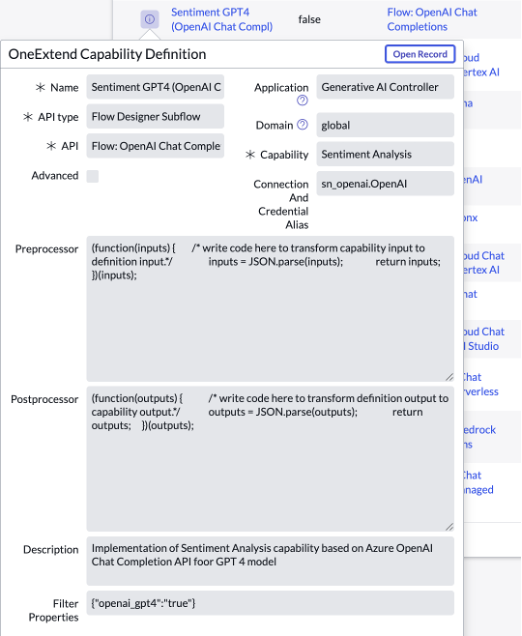 Sentiment GPT4
(OpenAI Chat Compl)
false
Flow: OpenAI Chat
Completions
OneExtend Capability Definition
Open Record
Name
Sentiment GPT4 (OpenAI C
API type
Flow Designer Subflow
API
Flow: OpenAI Chat Comple
Advanced
Application
Generative AI Controller
Domain
global
Capability
Sentiment Analysis
Connection
And
Credential
Alias
sn_openai.OpenAI
Preprocessor
(function(inputs) { /* write code here to transform capability input to
definition input.*/ inputs = JSON.parse(inputs); return inputs;
})(inputs);
Postprocessor
(function(outputs) { /* write code here to transform definition output to
capability output.*/ outputs = JSON.parse(outputs); return
outputs; })(outputs);
Description
Implementation of Sentiment Analysis capability based on Azure OpenAI
Chat Completion API foor GPT 4 model
Filter
Properties
{"openai_gpt4":"true"}
oud
ertex AI
enAI
onx
oud Chat
ertex AI
hat
oud Chat
I Studio
Chat
verless
edrock
ns
Chat
anaged